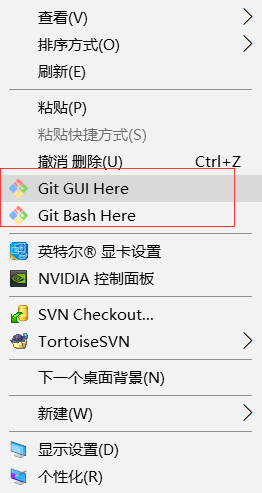 查看(V)
排序方式(O)
刷新(E)
粘贴(P)
粘贴快捷方式(S)
撤消 删除(U) Ctrl+Z
Git GUI Here
Git Bash Here
英特尔® 显卡设置
NVIDIA 控制面板
SVN Checkout...
TortoiseSVN
下一个桌面背景(N)
新建(W)
显示设置(D)
个性化(R)